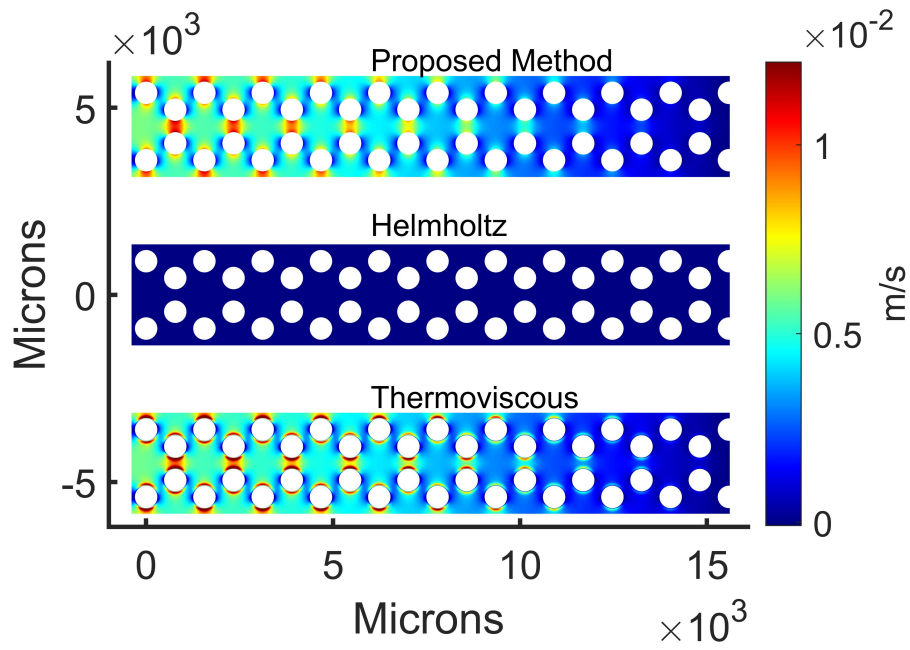 ×10³
×10⁻²
Proposed Method
5
1
Helmholtz
Microns
0
m/s
0.5
Thermoviscous
-5
0
0
5
10
15
Microns
×10³